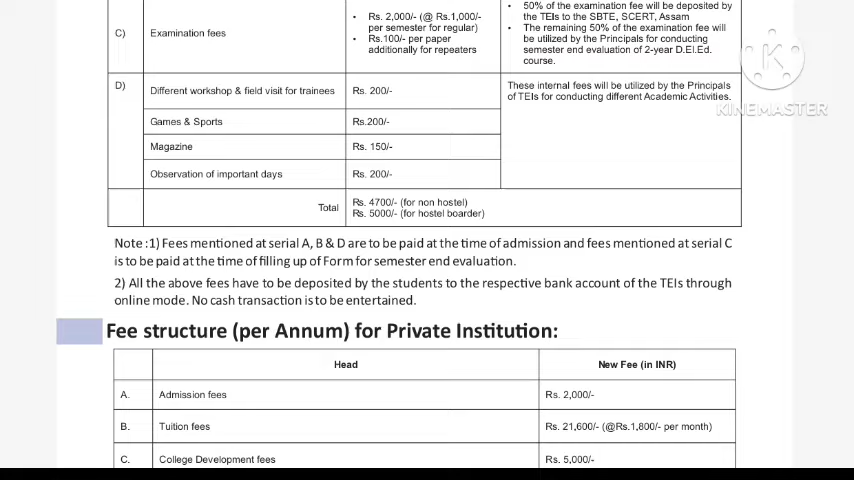 C)
Examination fees
• Rs. 2,000/- (@ Rs.1,000/-
per semester for regular)
• Rs.100/- per paper
additionally for repeaters
• 50% of the examination fee will be deposited by
the TEIs to the SBTE, SCERT, Assam
• The remaining 50% of the examination fee will
be utilized by the Principals for conducting
semester end evaluation of 2-year D.El.Ed.
course.
D)
Different workshop & field visit for trainees
Rs. 200/-
These internal fees will be utilized by the Principals
of TEIs for conducting different Academic Activities.
Games & Sports
Rs.200/-
Magazine
Rs. 150/-
Observation of important days
Rs. 200/-
Total
Rs. 4700/- (for non hostel)
Rs. 5000/- (for hostel boarder)
Note :1) Fees mentioned at serial A, B & D are to be paid at the time of admission and fees mentioned at serial C
is to be paid at the time of filling up of Form for semester end evaluation.
2) All the above fees have to be deposited by the students to the respective bank account of the TEIs through
online mode. No cash transaction is to be entertained.
Fee structure (per Annum) for Private Institution:
Head
New Fee (in INR)
A.
Admission fees
Rs. 2,000/-
B.
Tuition fees
Rs. 21,600/- (@Rs.1,800/- per month)
C.
College Development fees
Rs. 5,000/-
K
KINEMASTER